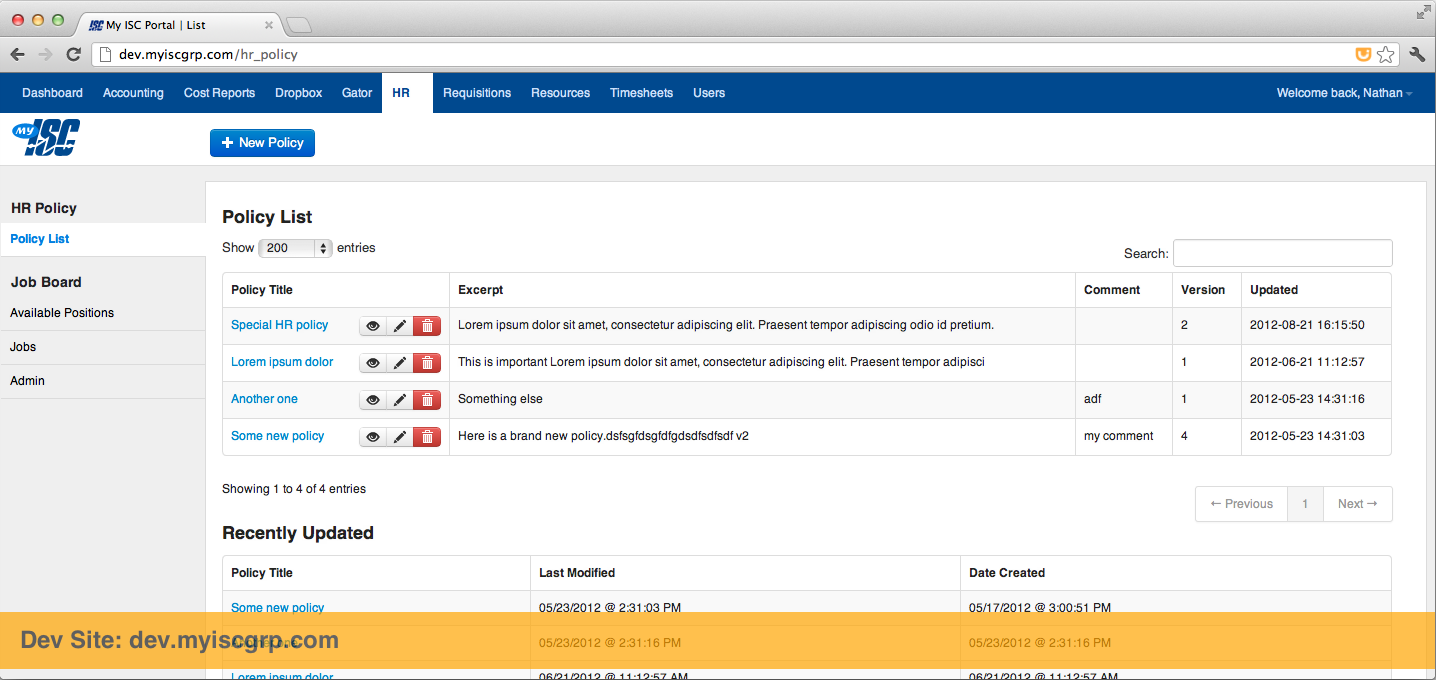 ISC My ISC Portal | List
dev.myiscgrp.com/hr_policy
Dashboard Accounting Cost Reports Dropbox Gator HR Requisitions Resources Timesheets Users Welcome back, Nathan
MY ISC
+ New Policy
HR Policy
Policy List
Job Board
Available Positions
Jobs
Admin
Policy List
Show 200 entries
Search:
Policy Title Excerpt Comment Version Updated
Special HR policy Lorem ipsum dolor sit amet, consectetur adipiscing elit. Praesent tempor adipiscing odio id pretium. 2 2012-08-21 16:15:50
Lorem ipsum dolor This is important Lorem ipsum dolor sit amet, consectetur adipiscing elit. Praesent tempor adipisci 1 2012-06-21 11:12:57
Another one Something else adf 1 2012-05-23 14:31:16
Some new policy Here is a brand new policy.dsfsgfdsgfdfgdsdfsdfsdf v2 my comment 4 2012-05-23 14:31:03
Showing 1 to 4 of 4 entries
← Previous 1 Next →
Recently Updated
Policy Title Last Modified Date Created
Some new policy 05/23/2012 @ 2:31:03 PM 05/17/2012 @ 3:00:51 PM
Dev Site: dev.myiscgrp.com
05/23/2012 @ 2:31:16 PM 05/23/2012 @ 2:31:16 PM
Lorem ipsum dolor 06/21/2012 @ 11:12:57 AM 06/21/2012 @ 11:12:57 AM